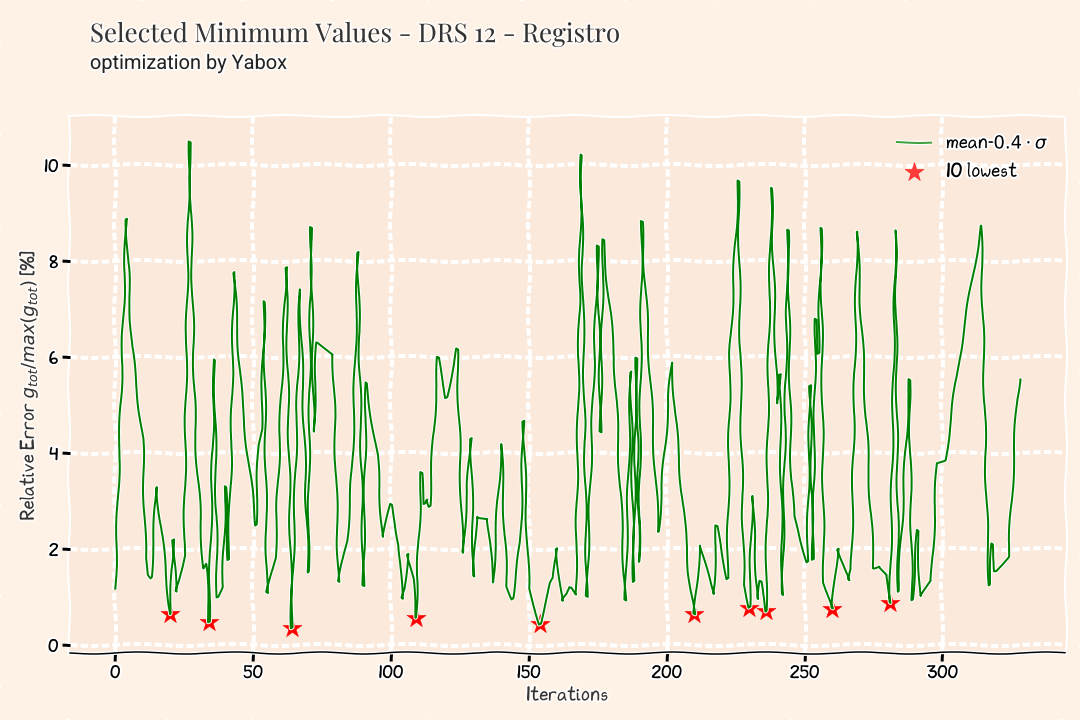 Selected Minimum Values - DRS 12 - Registro
optimization by Yabox
mean-0.4 · σ
10 lowest
Relative Error g_tot/max(g_tot) [%]
10
8
6
4
2
0
0 50 100 150 200 250 300
Iterations